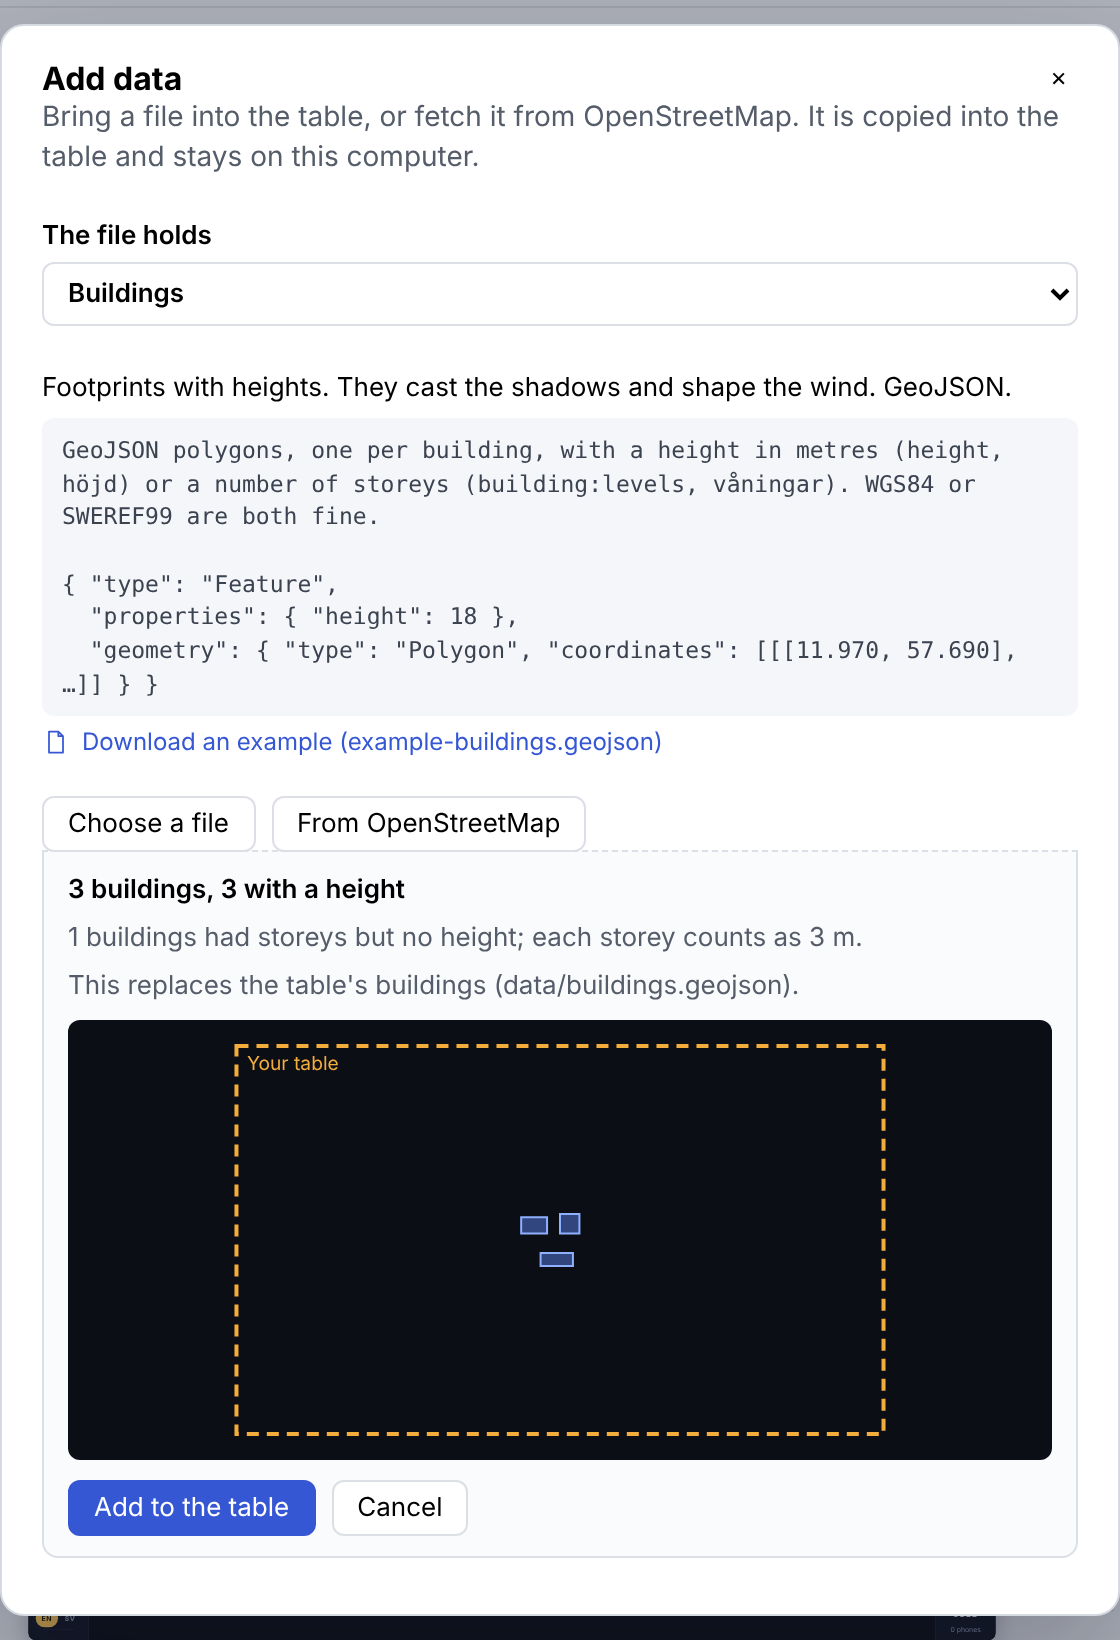 Add data
×
Bring a file into the table, or fetch it from OpenStreetMap. It is copied into the
table and stays on this computer.
The file holds
Buildings
Footprints with heights. They cast the shadows and shape the wind. GeoJSON.
GeoJSON polygons, one per building, with a height in metres (height,
höjd) or a number of storeys (building:levels, våningar). WGS84 or
SWEREF99 are both fine.
{ "type": "Feature",
"properties": { "height": 18 },
"geometry": { "type": "Polygon", "coordinates": [[[11.970, 57.690],
…]] } }
Download an example (example-buildings.geojson)
Choose a file
From OpenStreetMap
3 buildings, 3 with a height
1 buildings had storeys but no height; each storey counts as 3 m.
This replaces the table's buildings (data/buildings.geojson).
Your table
Add to the table
Cancel
EN
0 phones